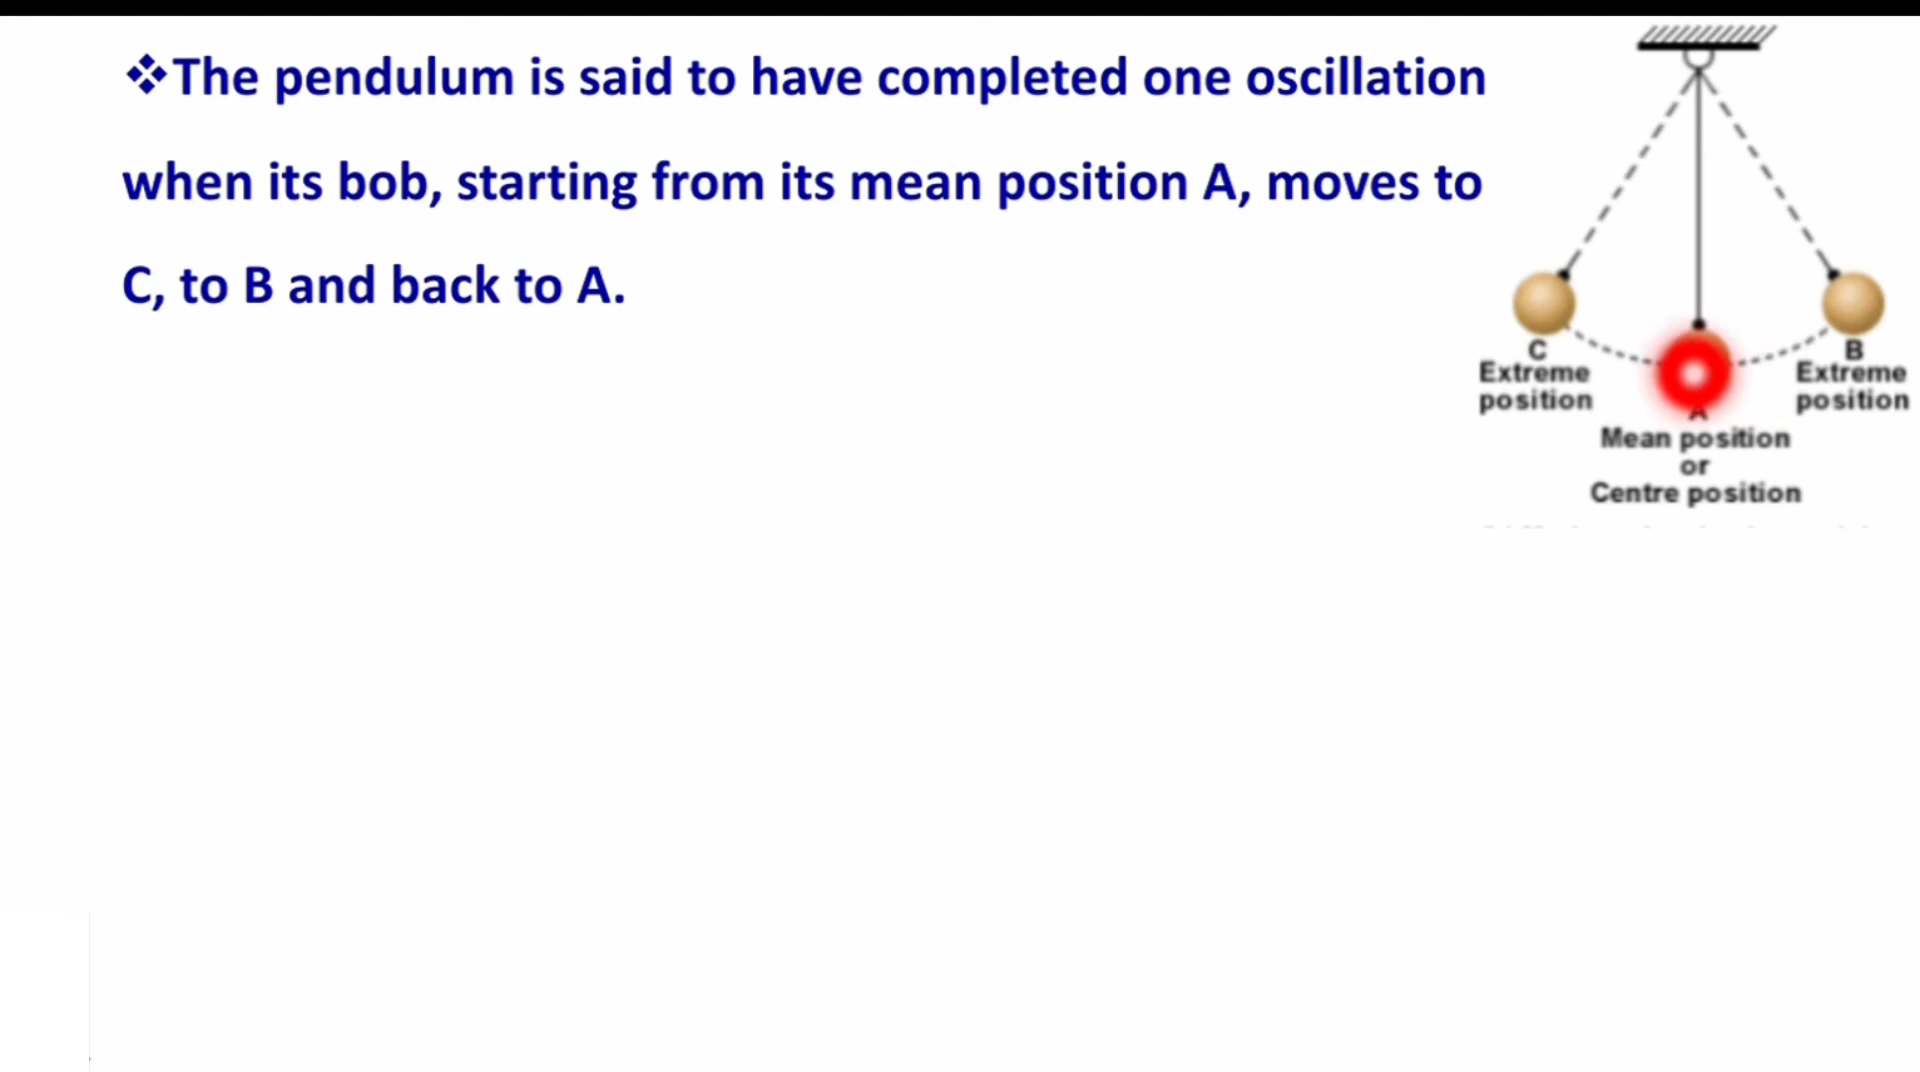 ❖The pendulum is said to have completed one oscillation
when its bob, starting from its mean position A, moves to
C, to B and back to A.
C
Extreme
position
B
Extreme
position
A
Mean position
or
Centre position